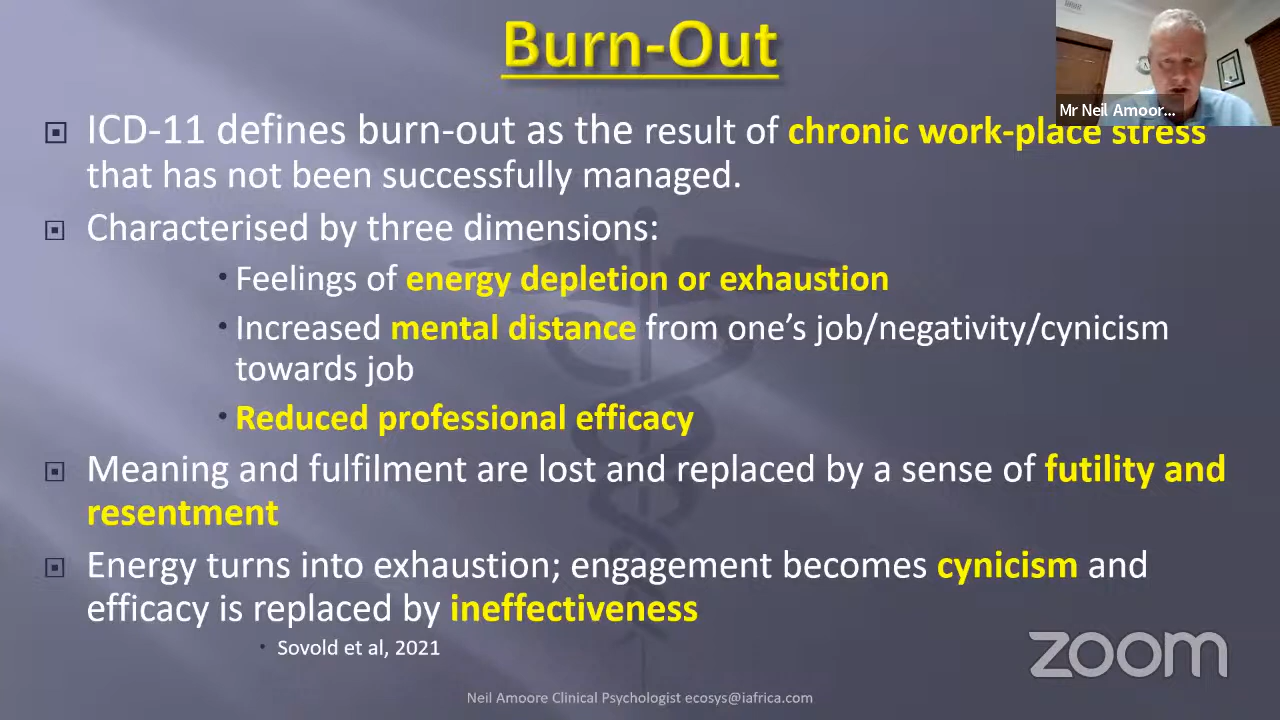 Burn-Out
Mr Neil Amoor...
ICD-11 defines burn-out as the result of chronic work-place stress
that has not been successfully managed.
Characterised by three dimensions:
Feelings of energy depletion or exhaustion
Increased mental distance from one's job/negativity/cynicism
towards job
Reduced professional efficacy
Meaning and fulfilment are lost and replaced by a sense of futility and
resentment
Energy turns into exhaustion; engagement becomes cynicism and
efficacy is replaced by ineffectiveness
Sovold et al, 2021
zoom
Neil Amoore Clinical Psychologist ecosys@iafrica.com